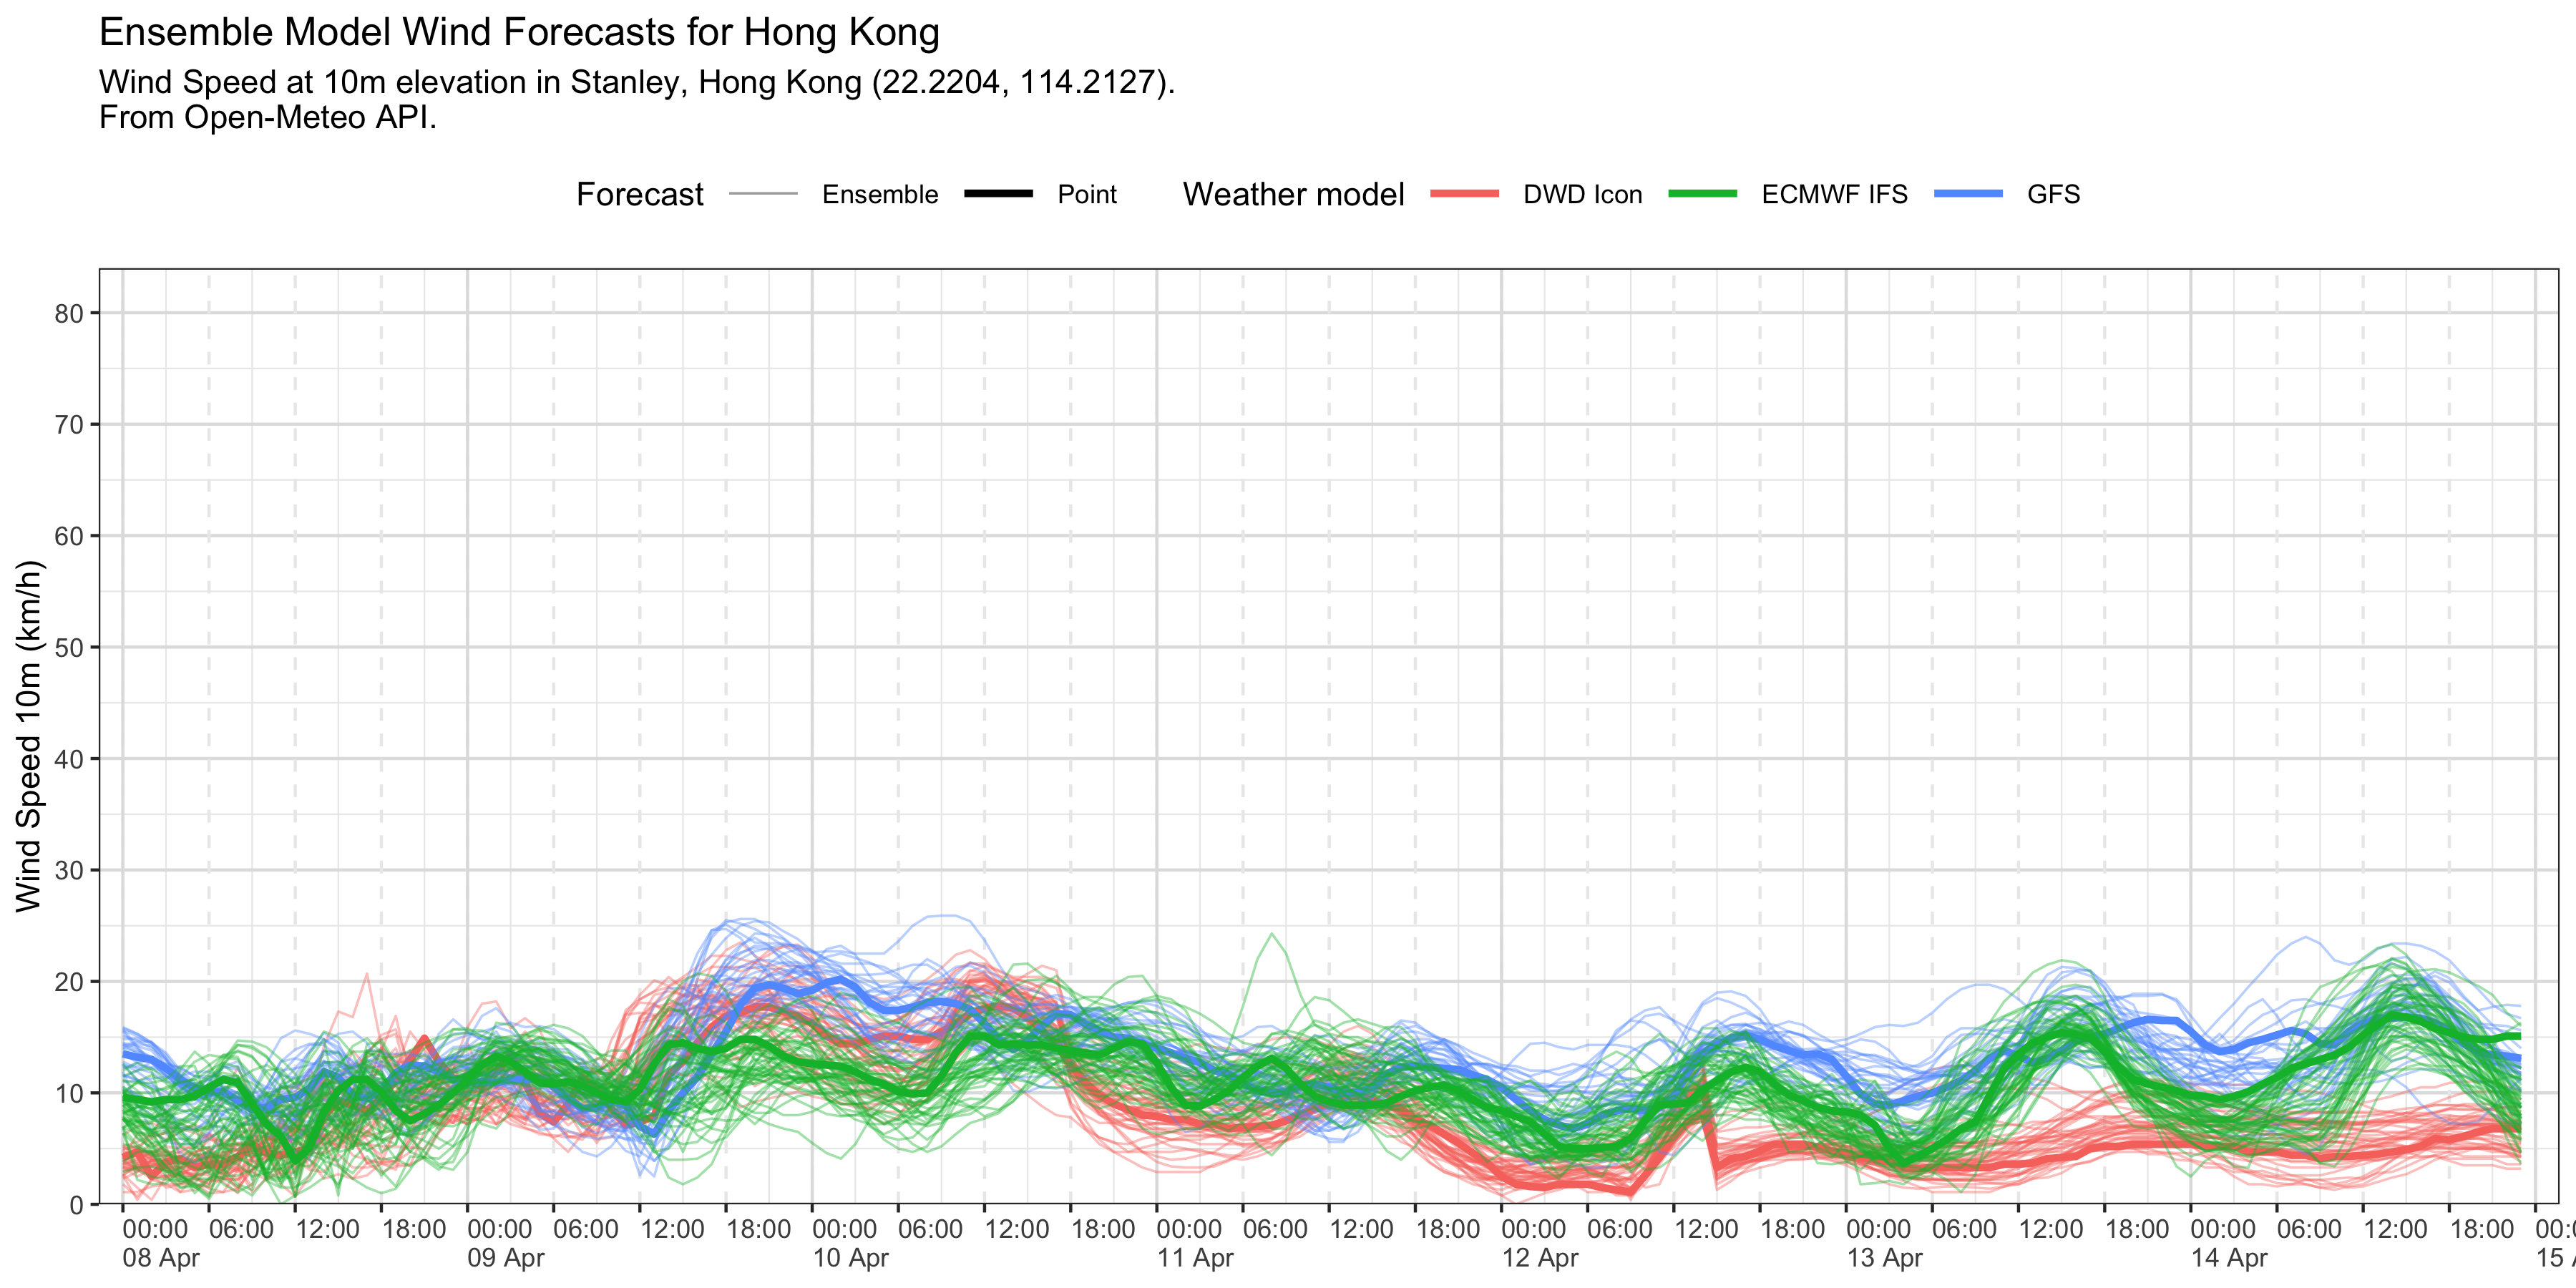 Ensemble Model Wind Forecasts for Hong Kong
Wind Speed at 10m elevation in Stanley, Hong Kong (22.2204, 114.2127).
From Open-Meteo API.
Forecast Ensemble Point Weather model DWD Icon ECMWF IFS GFS
Wind Speed 10m (km/h)
80
70
60
50
40
30
20
10
0
00:00 06:00 12:00 18:00 00:00 06:00 12:00 18:00 00:00 06:00 12:00 18:00 00:00 06:00 12:00 18:00 00:00 06:00 12:00 18:00 00:00 06:00 12:00 18:00 00:00 06:00 12:00 18:00
08 Apr 09 Apr 10 Apr 11 Apr 12 Apr 13 Apr 14 Apr 15